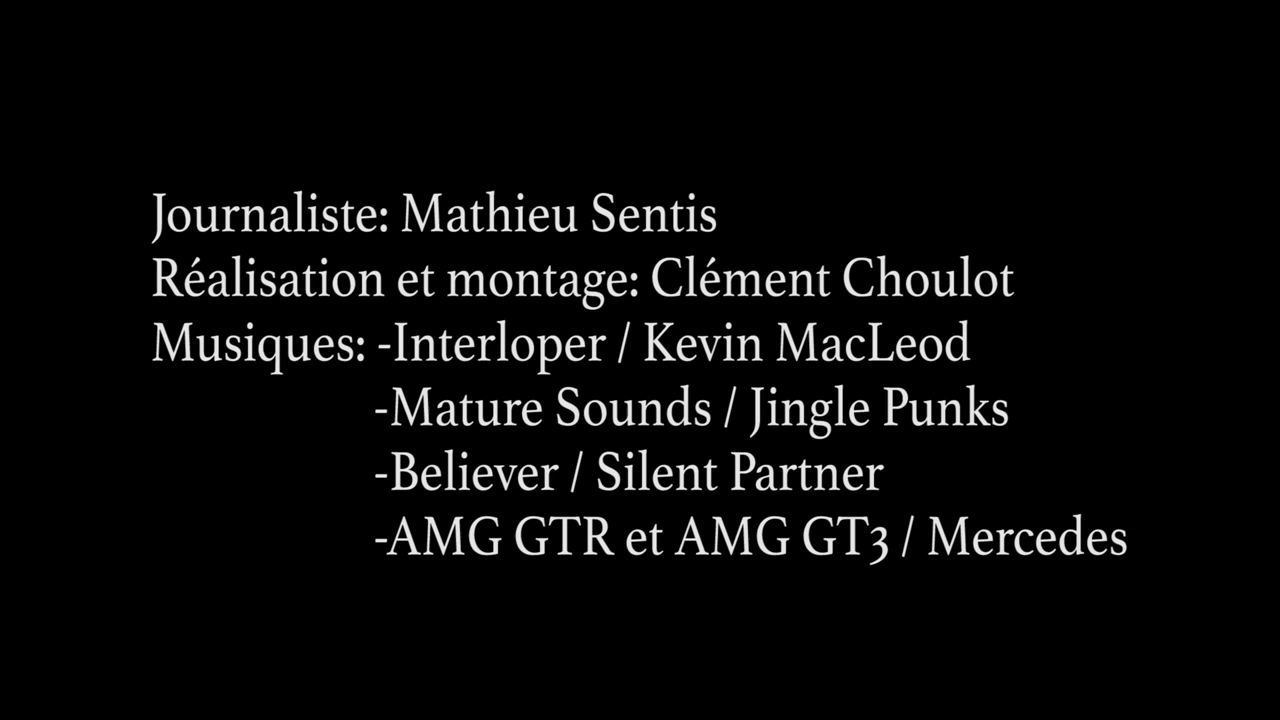 Journaliste: Mathieu Sentis
Réalisation et montage: Clément Choulot
Musiques: -Interloper / Kevin MacLeod
-Mature Sounds / Jingle Punks
-Believer / Silent Partner
-AMG GTR et AMG GT3 / Mercedes